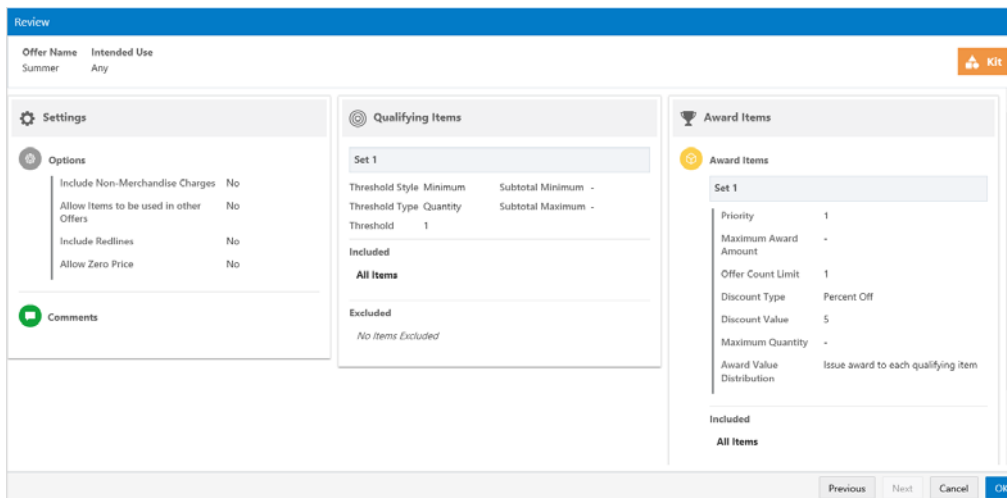 Review
Offer Name Intended Use
Summer Any
Kit
Settings
Options
Include Non-Merchandise Charges No
Allow Items to be used in other No
Offers
Include Redlines No
Allow Zero Price No
Comments
Qualifying Items
Set 1
Threshold Style Minimum Subtotal Minimum -
Threshold Type Quantity Subtotal Maximum -
Threshold 1
Included
All Items
Excluded
No Items Excluded
Award Items
Award Items
Set 1
Priority 1
Maximum Award -
Amount
Offer Count Limit 1
Discount Type Percent Off
Discount Value 5
Maximum Quantity -
Award Value Issue award to each qualifying item
Distribution
Included
All Items
Previous Next Cancel OK